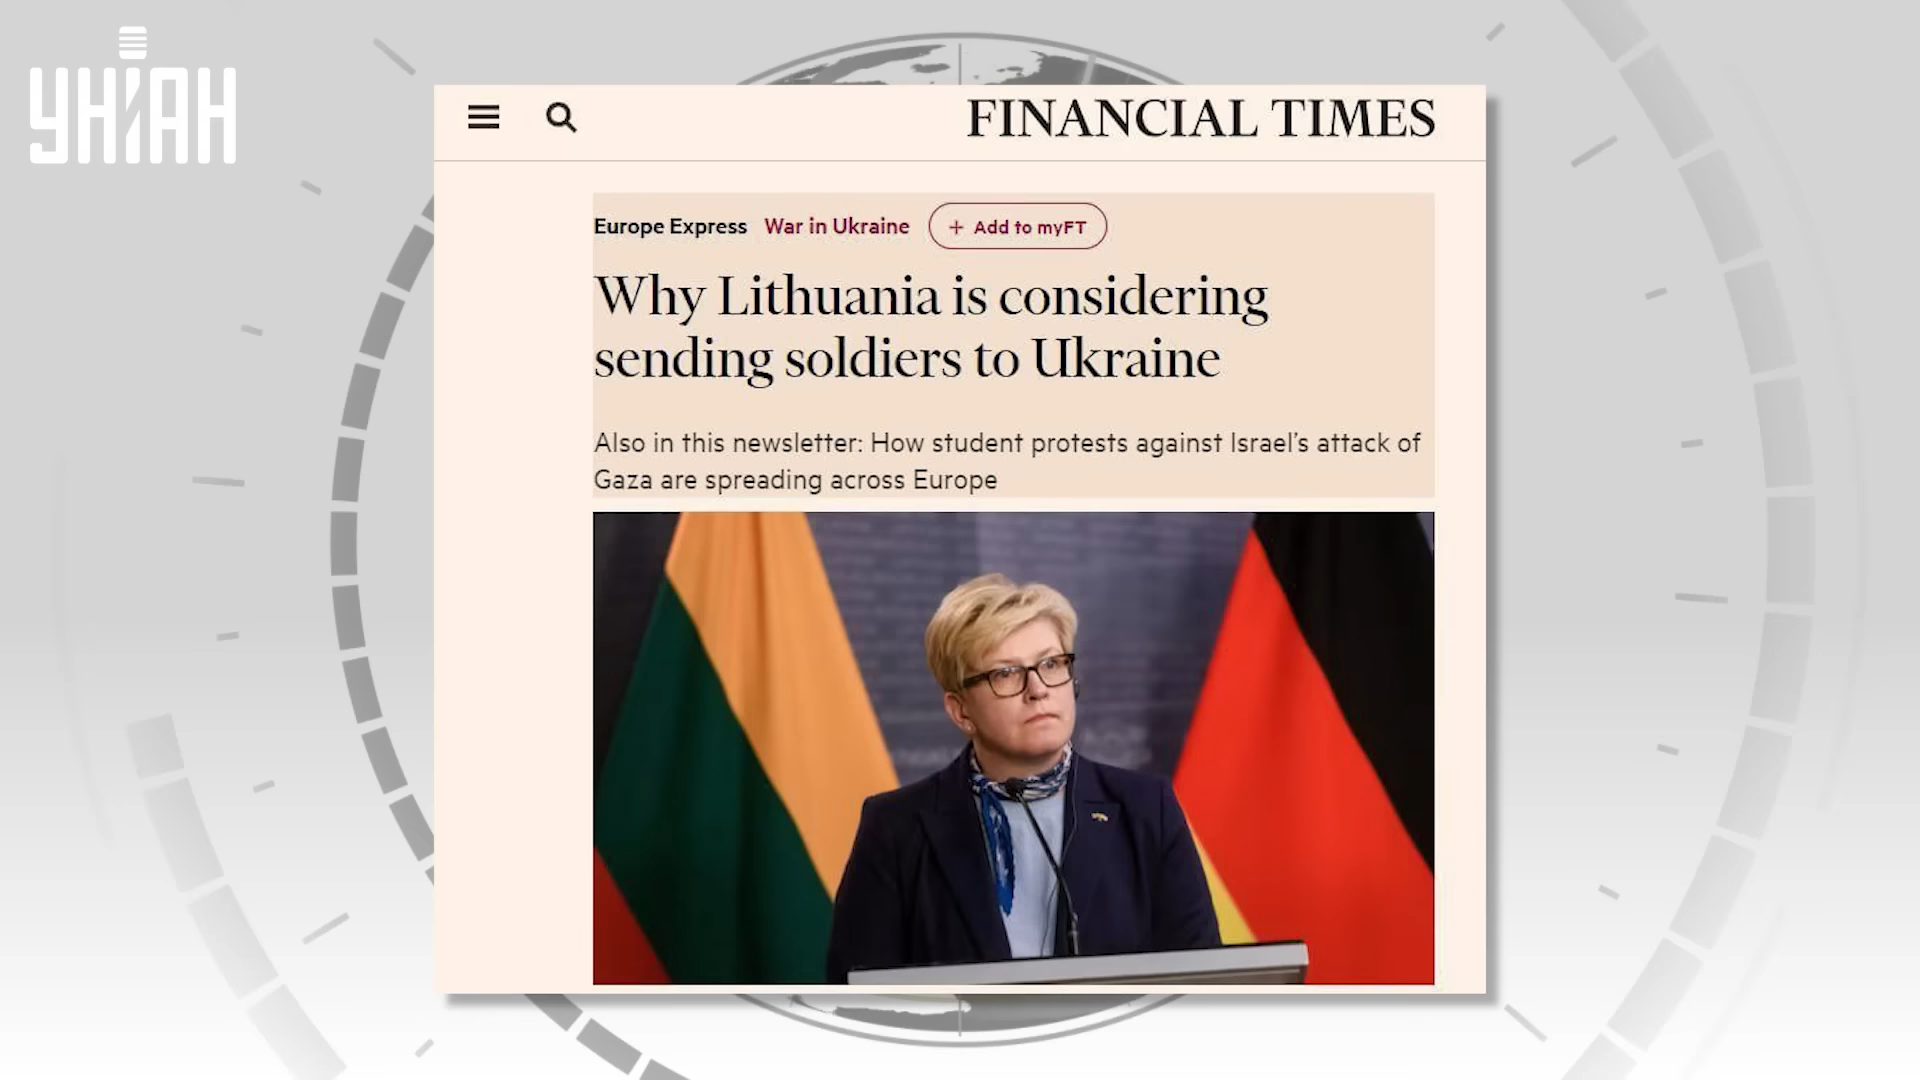 УНІАН
FINANCIAL TIMES
Europe Express War in Ukraine + Add to myFT
Why Lithuania is considering
sending soldiers to Ukraine
Also in this newsletter: How student protests against Israel’s attack of
Gaza are spreading across Europe